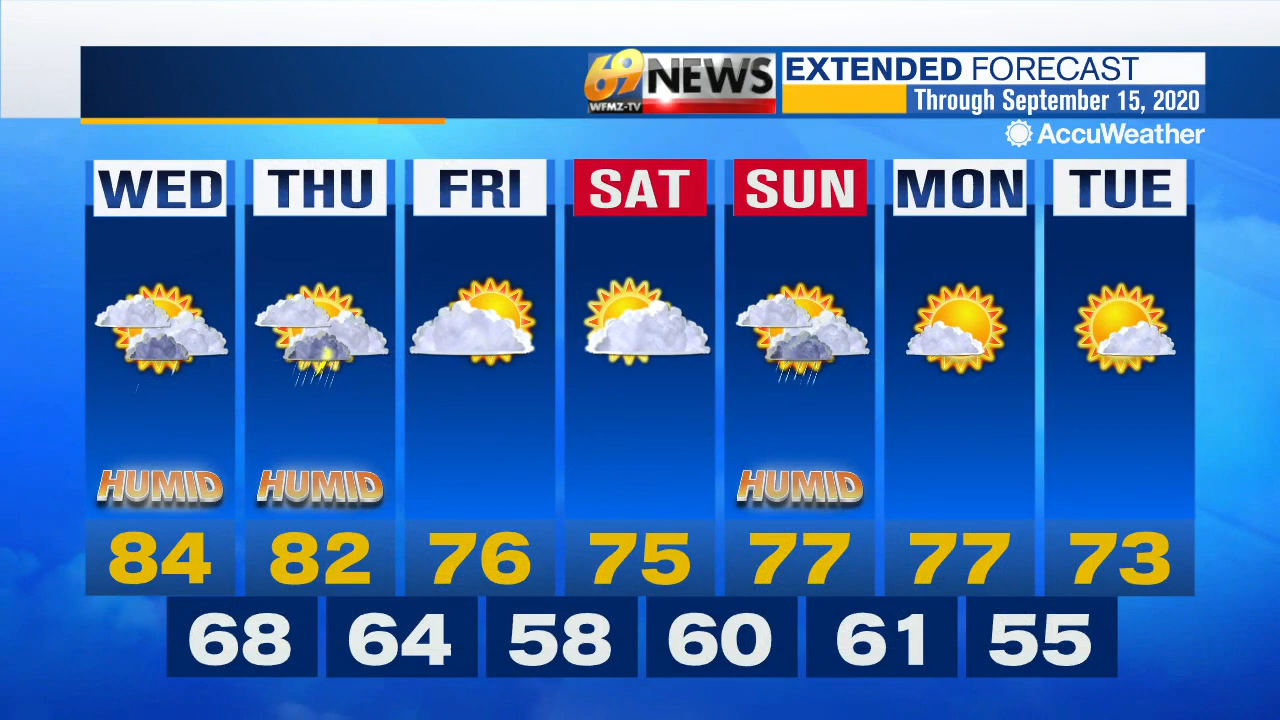 69 NEWS
WFMZ-TV
EXTENDED FORECAST
Through September 15, 2020
AccuWeather
WED THU FRI SAT SUN MON TUE
HUMID HUMID HUMID
84 82 76 75 77 77 73
68 64 58 60 61 55